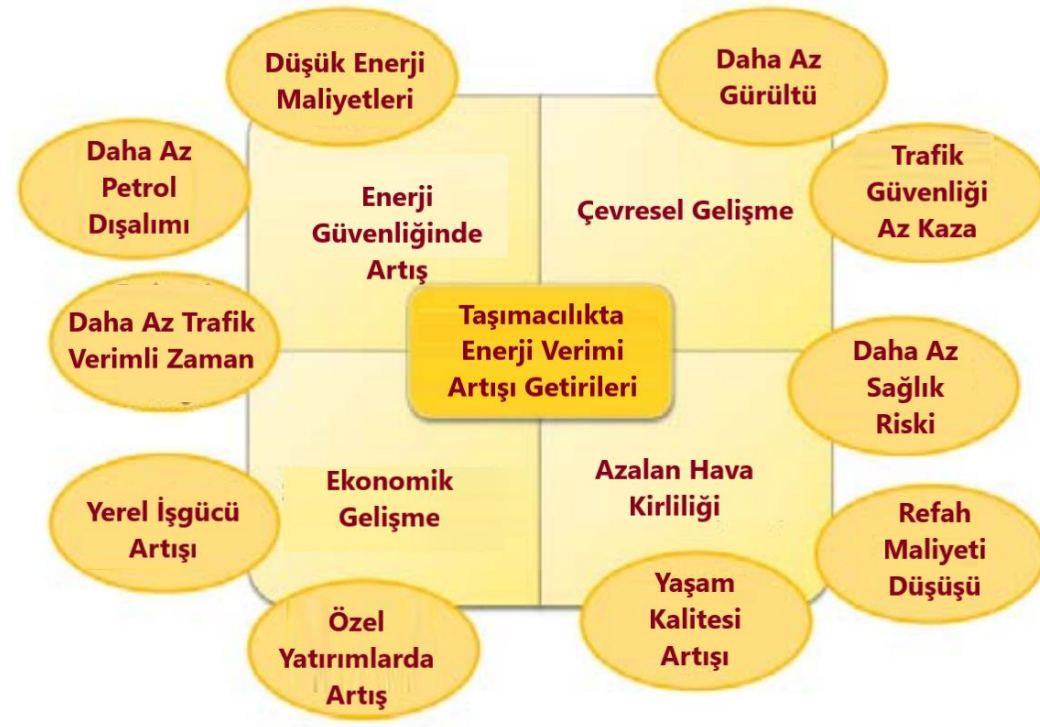 Düşük Enerji
Maliyetleri
Daha Az
Gürültü
Daha Az
Petrol
Dışalımı
Enerji
Güvenliğinde
Artış
Çevresel Gelişme
Trafik
Güvenliği
Az Kaza
Daha Az Trafik
Verimli Zaman
Taşımacılıkta
Enerji Verimi
Artışı Getirileri
Daha Az
Sağlık
Riski
Yerel İşgücü
Artışı
Ekonomik
Gelişme
Azalan Hava
Kirliliği
Refah
Maliyeti
Düşüşü
Özel
Yatırımlarda
Artış
Yaşam
Kalitesi
Artışı